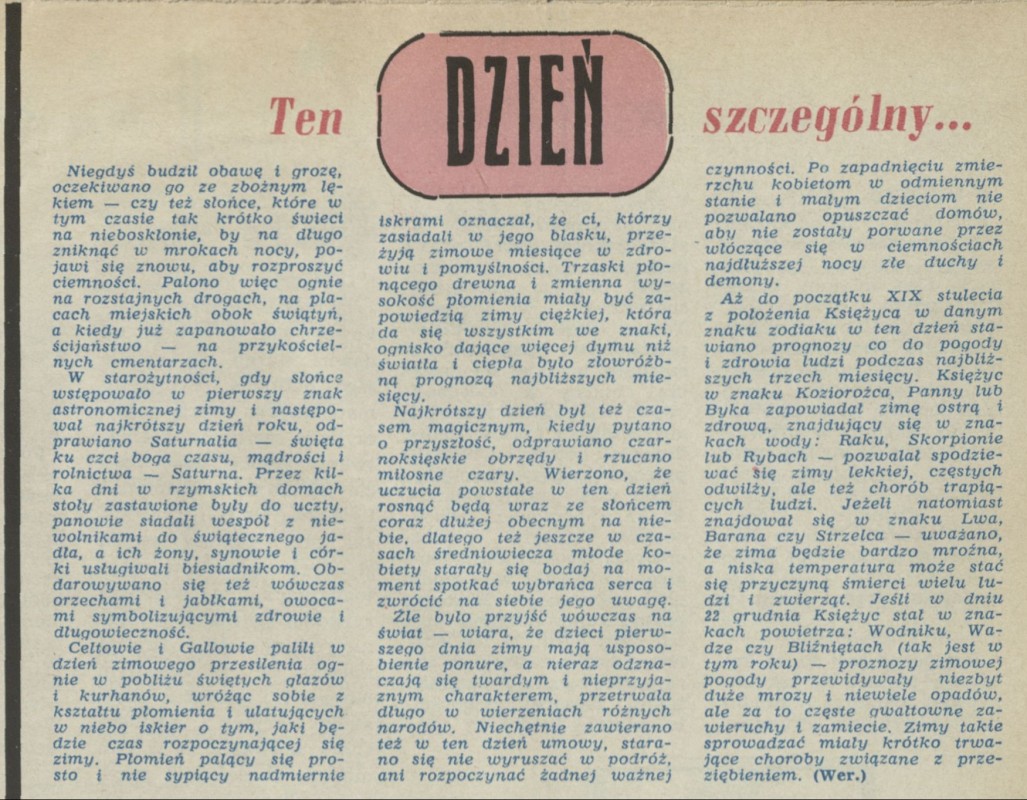 Ten
DZIEŃ
szczególny...
Niegdyś budził obawę i grozę,
oczekiwano go ze zbożnym lę-
kiem — czy też słońce, które w
tym czasie tak krótko świeci
na nieboskłonie, by na długo
zniknąć w mrokach nocy, po-
jawi się znowu, aby rozproszyć
ciemności. Palono więc ognie
na rozstajnych drogach, na pla-
cach miejskich obok świątyń,
a kiedy już zapanowało chrze-
ścijaństwo — na przykościel-
nych cmentarzach.
W starożytności, gdy słońce
wstępowało w pierwszy znak
astronomicznej zimy i następo-
wał najkrótszy dzień roku, od-
prawiano Saturnalia — święta
ku czci boga czasu, mądrości i
rolnictwa — Saturna. Przez kil-
ka dni w rzymskich domach
stoły zastawione były do uczty,
panowie siadali wespół z nie-
wolnikami do świątecznego ja-
dła, a ich żony, synowie i cór-
ki usługiwali biesiadnikom. Ob-
darowywano się też wówczas
orzechami i jabłkami, owoca-
mi symbolizującymi zdrowie i
długowieczność.
Celtowie i Gallowie palili w
dzień zimowego przesilenia og-
nie w pobliżu świętych głazów
i kurhanów, wróżąc sobie z
kształtu płomienia i ulatujących
w niebo iskier o tym, jaki bę-
dzie czas rozpoczynającej się
zimy. Płomień palący się pro-
sto i nie sypiący nadmiernie
iskrami oznaczał, że ci, którzy
zasiadali w jego blasku, prze-
żyją zimowe miesiące w zdro-
wiu i pomyślności. Trzaski pło-
nącego drewna i zmienna wy-
sokość płomienia miały być za-
powiedzią zimy ciężkiej, która
da się wszystkim we znaki,
ognisko dające więcej dymu niż
światła i ciepła było złowróżb-
ną prognozą najbliższych mie-
sięcy.
Najkrótszy dzień był też cza-
sem magicznym, kiedy pytano
o przyszłość, odprawiano czar-
noksięskie obrzędy i rzucano
miłosne czary. Wierzono, że
uczucia powstałe w ten dzień
rosnąć będą wraz ze słońcem
coraz dłużej obecnym na nie-
bie, dlatego też jeszcze w cza-
sach średniowiecza młode ko-
biety starały się bodaj na mo-
ment spotkać wybrańca serca i
zwrócić na siebie jego uwagę.
Źle było przyjść wówczas na
świat — wiara, że dzieci pierw-
szego dnia zimy mają usposo-
bienie ponure, a nieraz odzna-
czają się twardym i nieprzyja-
znym charakterem, przetrwała
długo w wierzeniach różnych
narodów. Niechętnie zawierano
też w ten dzień umowy, stara-
no się nie wyruszać w podróż,
ani rozpoczynać żadnej ważnej
czynności. Po zapadnięciu zmie-
rzchu kobietom w odmiennym
stanie i małym dzieciom nie
pozwalano opuszczać domów,
aby nie zostały porwane przez
włóczące się w ciemnościach
najdłuższej nocy złe duchy i
demony.
Aż do początku XIX stulecia
z położenia Księżyca w danym
znaku zodiaku w ten dzień sta-
wiano prognozy co do pogody
i zdrowia ludzi podczas najbliż-
szych trzech miesięcy. Księżyc
w znaku Koziorożca, Panny lub
Byka zapowiadał zimę ostrą i
zdrową, znajdujący się w zna-
kach wody: Raku, Skorpionie
lub Rybach — pozwalał spodzie-
wać się zimy lekkiej, częstych
odwilży, ale też chorób trapią-
cych ludzi. Jeżeli natomiast
znajdował się w znaku Lwa,
Barana czy Strzelca — uważano,
że zima będzie bardzo mroźna,
a niska temperatura może stać
się przyczyną śmierci wielu lu-
dzi i zwierząt. Jeśli w dniu
22 grudnia Księżyc stał w zna-
kach powietrza: Wodniku, Wa-
dze czy Bliźniętach (tak jest w
tym roku) — proznozy zimowej
pogody przewidywały niezbyt
duże mrozy i niewiele opadów,
ale za to częste gwałtowne za-
wieruchy i zamiecie. Zimy takie
sprowadzać miały krótko trwa-
jące choroby związane z prze-
ziębieniem. (Wer.)